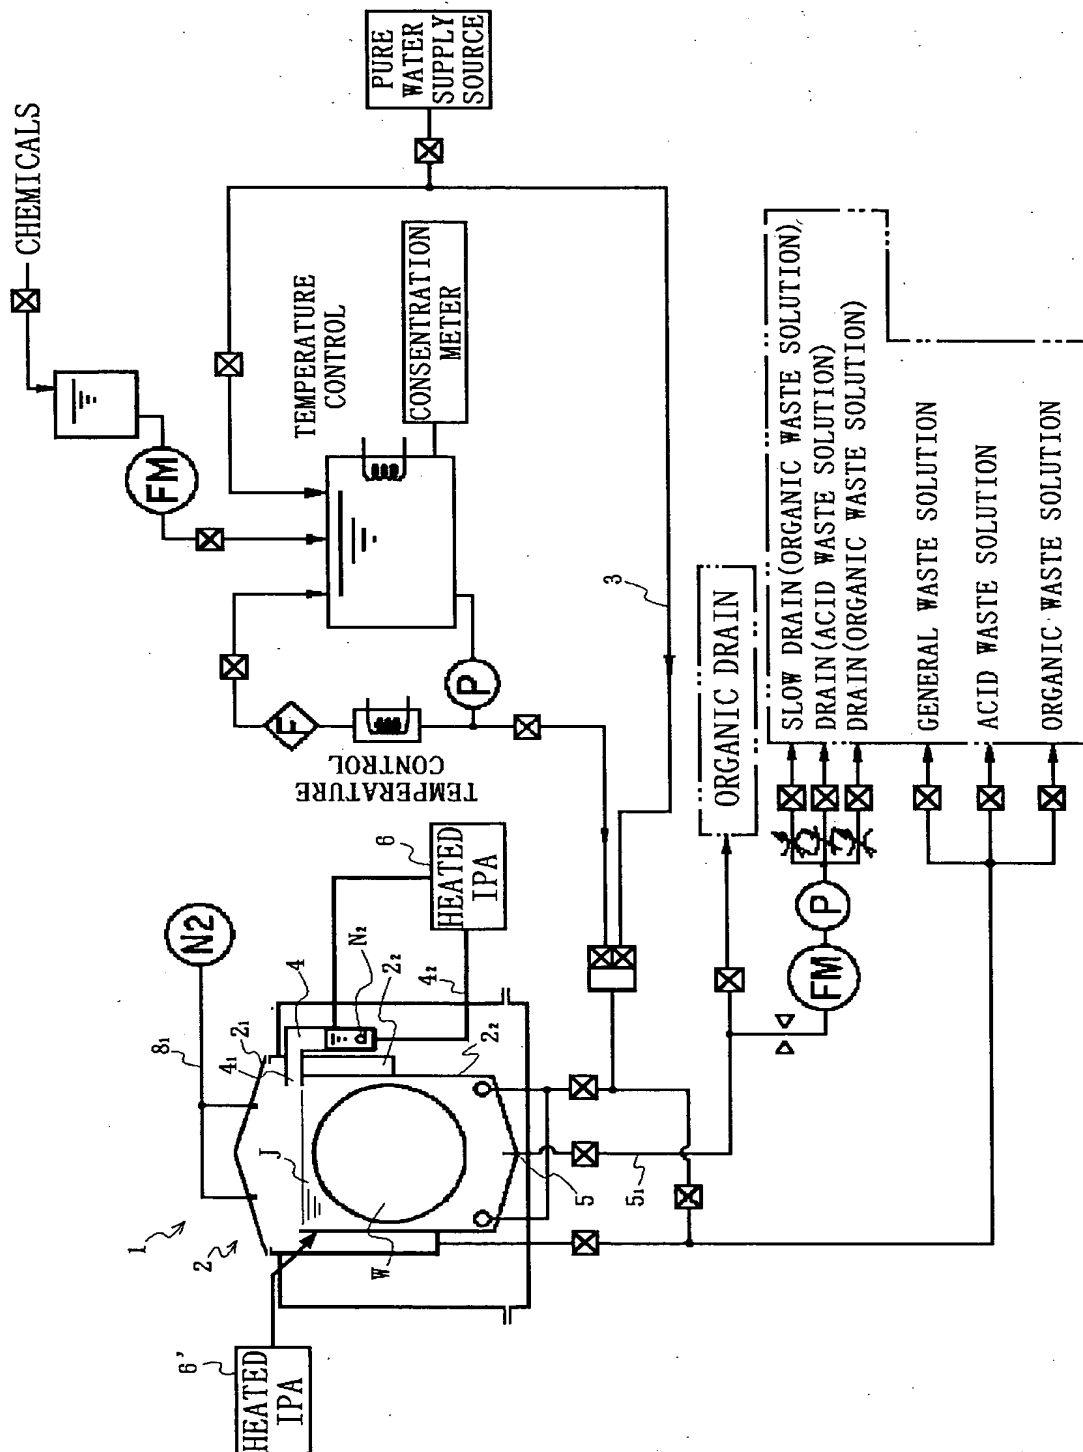 CHEMICALS
PURE
WATER
SUPPLY
SOURCE
FM
TEMPERATURE
CONTROL
CONSENTRATION
METER
3
F
P
TEMPERATURE
CONTROL
N2
8₁
6
HEATED
IPA
4
N₂
2₂
4₂
2₁
4₁
2₂
J
W
1
2
5
5₁
6'
HEATED
IPA
ORGANIC DRAIN
FM
P
SLOW DRAIN(ORGANIC WASTE SOLUTION)
DRAIN(ACID WASTE SOLUTION)
DRAIN(ORGANIC WASTE SOLUTION)
GENERAL WASTE SOLUTION
ACID WASTE SOLUTION
ORGANIC WASTE SOLUTION